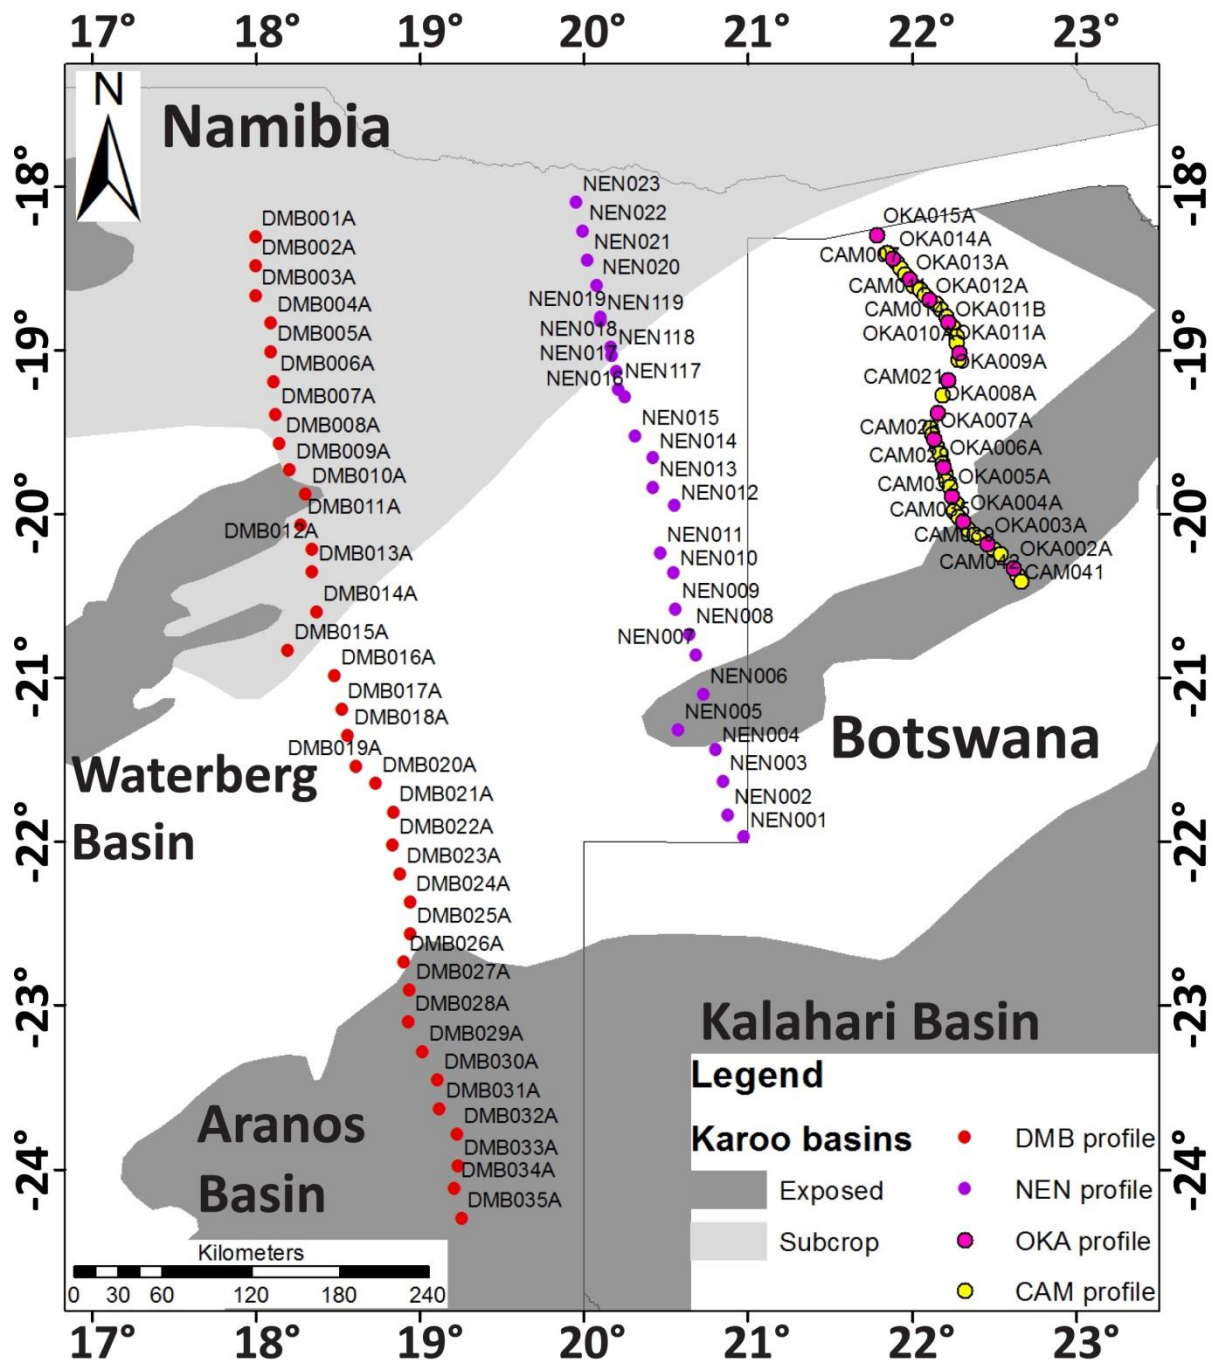 17° 18° 19° 20° 21° 22° 23°
N
Namibia
-18°
-18°
NEN023
NEN022
NEN021
NEN020
NEN019
NEN119
NEN018
NEN118
NEN017
NEN117
NEN016
NEN015
NEN014
NEN013
NEN012
NEN011
NEN010
NEN009
NEN008
NEN007
NEN006
NEN005
NEN004
NEN003
NEN002
NEN001
DMB001A
DMB002A
DMB003A
DMB004A
DMB005A
DMB006A
DMB007A
DMB008A
DMB009A
DMB010A
DMB011A
DMB012A
DMB013A
DMB014A
DMB015A
DMB016A
DMB017A
DMB018A
DMB019A
DMB020A
DMB021A
DMB022A
DMB023A
DMB024A
DMB025A
DMB026A
DMB027A
DMB028A
DMB029A
DMB030A
DMB031A
DMB032A
DMB033A
DMB034A
DMB035A
OKA015A
OKA014A
OKA013A
OKA012A
OKA011B
OKA010A
OKA011A
OKA009A
CAM021
OKA008A
OKA007A
OKA006A
OKA005A
OKA004A
OKA003A
OKA002A
CAM042
CAM041
-19°
-19°
-20°
-20°
-21°
-21°
-22°
-22°
-23°
-23°
-24°
-24°
Waterberg
Basin
Botswana
Kalahari Basin
Aranos
Basin
Legend
Karoo basins
Exposed
Subcrop
DMB profile
NEN profile
OKA profile
CAM profile
Kilometers
0 30 60 120 180 240
17° 18° 19° 20° 21° 22° 23°